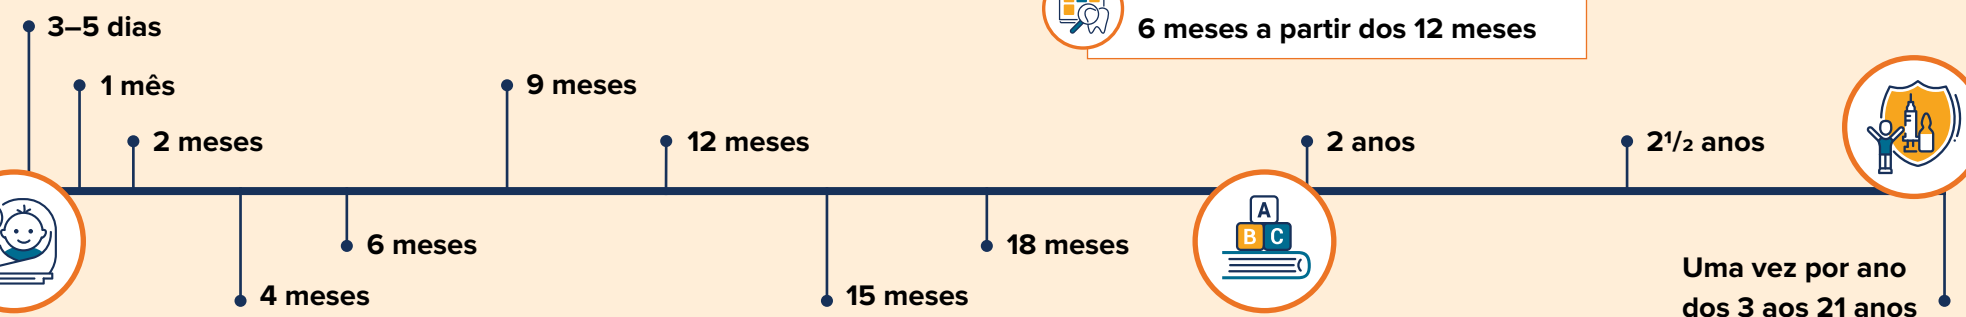 3–5 dias
6 meses a partir dos 12 meses
1 mês
9 meses
2 meses
12 meses
2 anos
2¹/₂ anos
A
B C
6 meses
18 meses
4 meses
15 meses
Uma vez por ano
dos 3 aos 21 anos